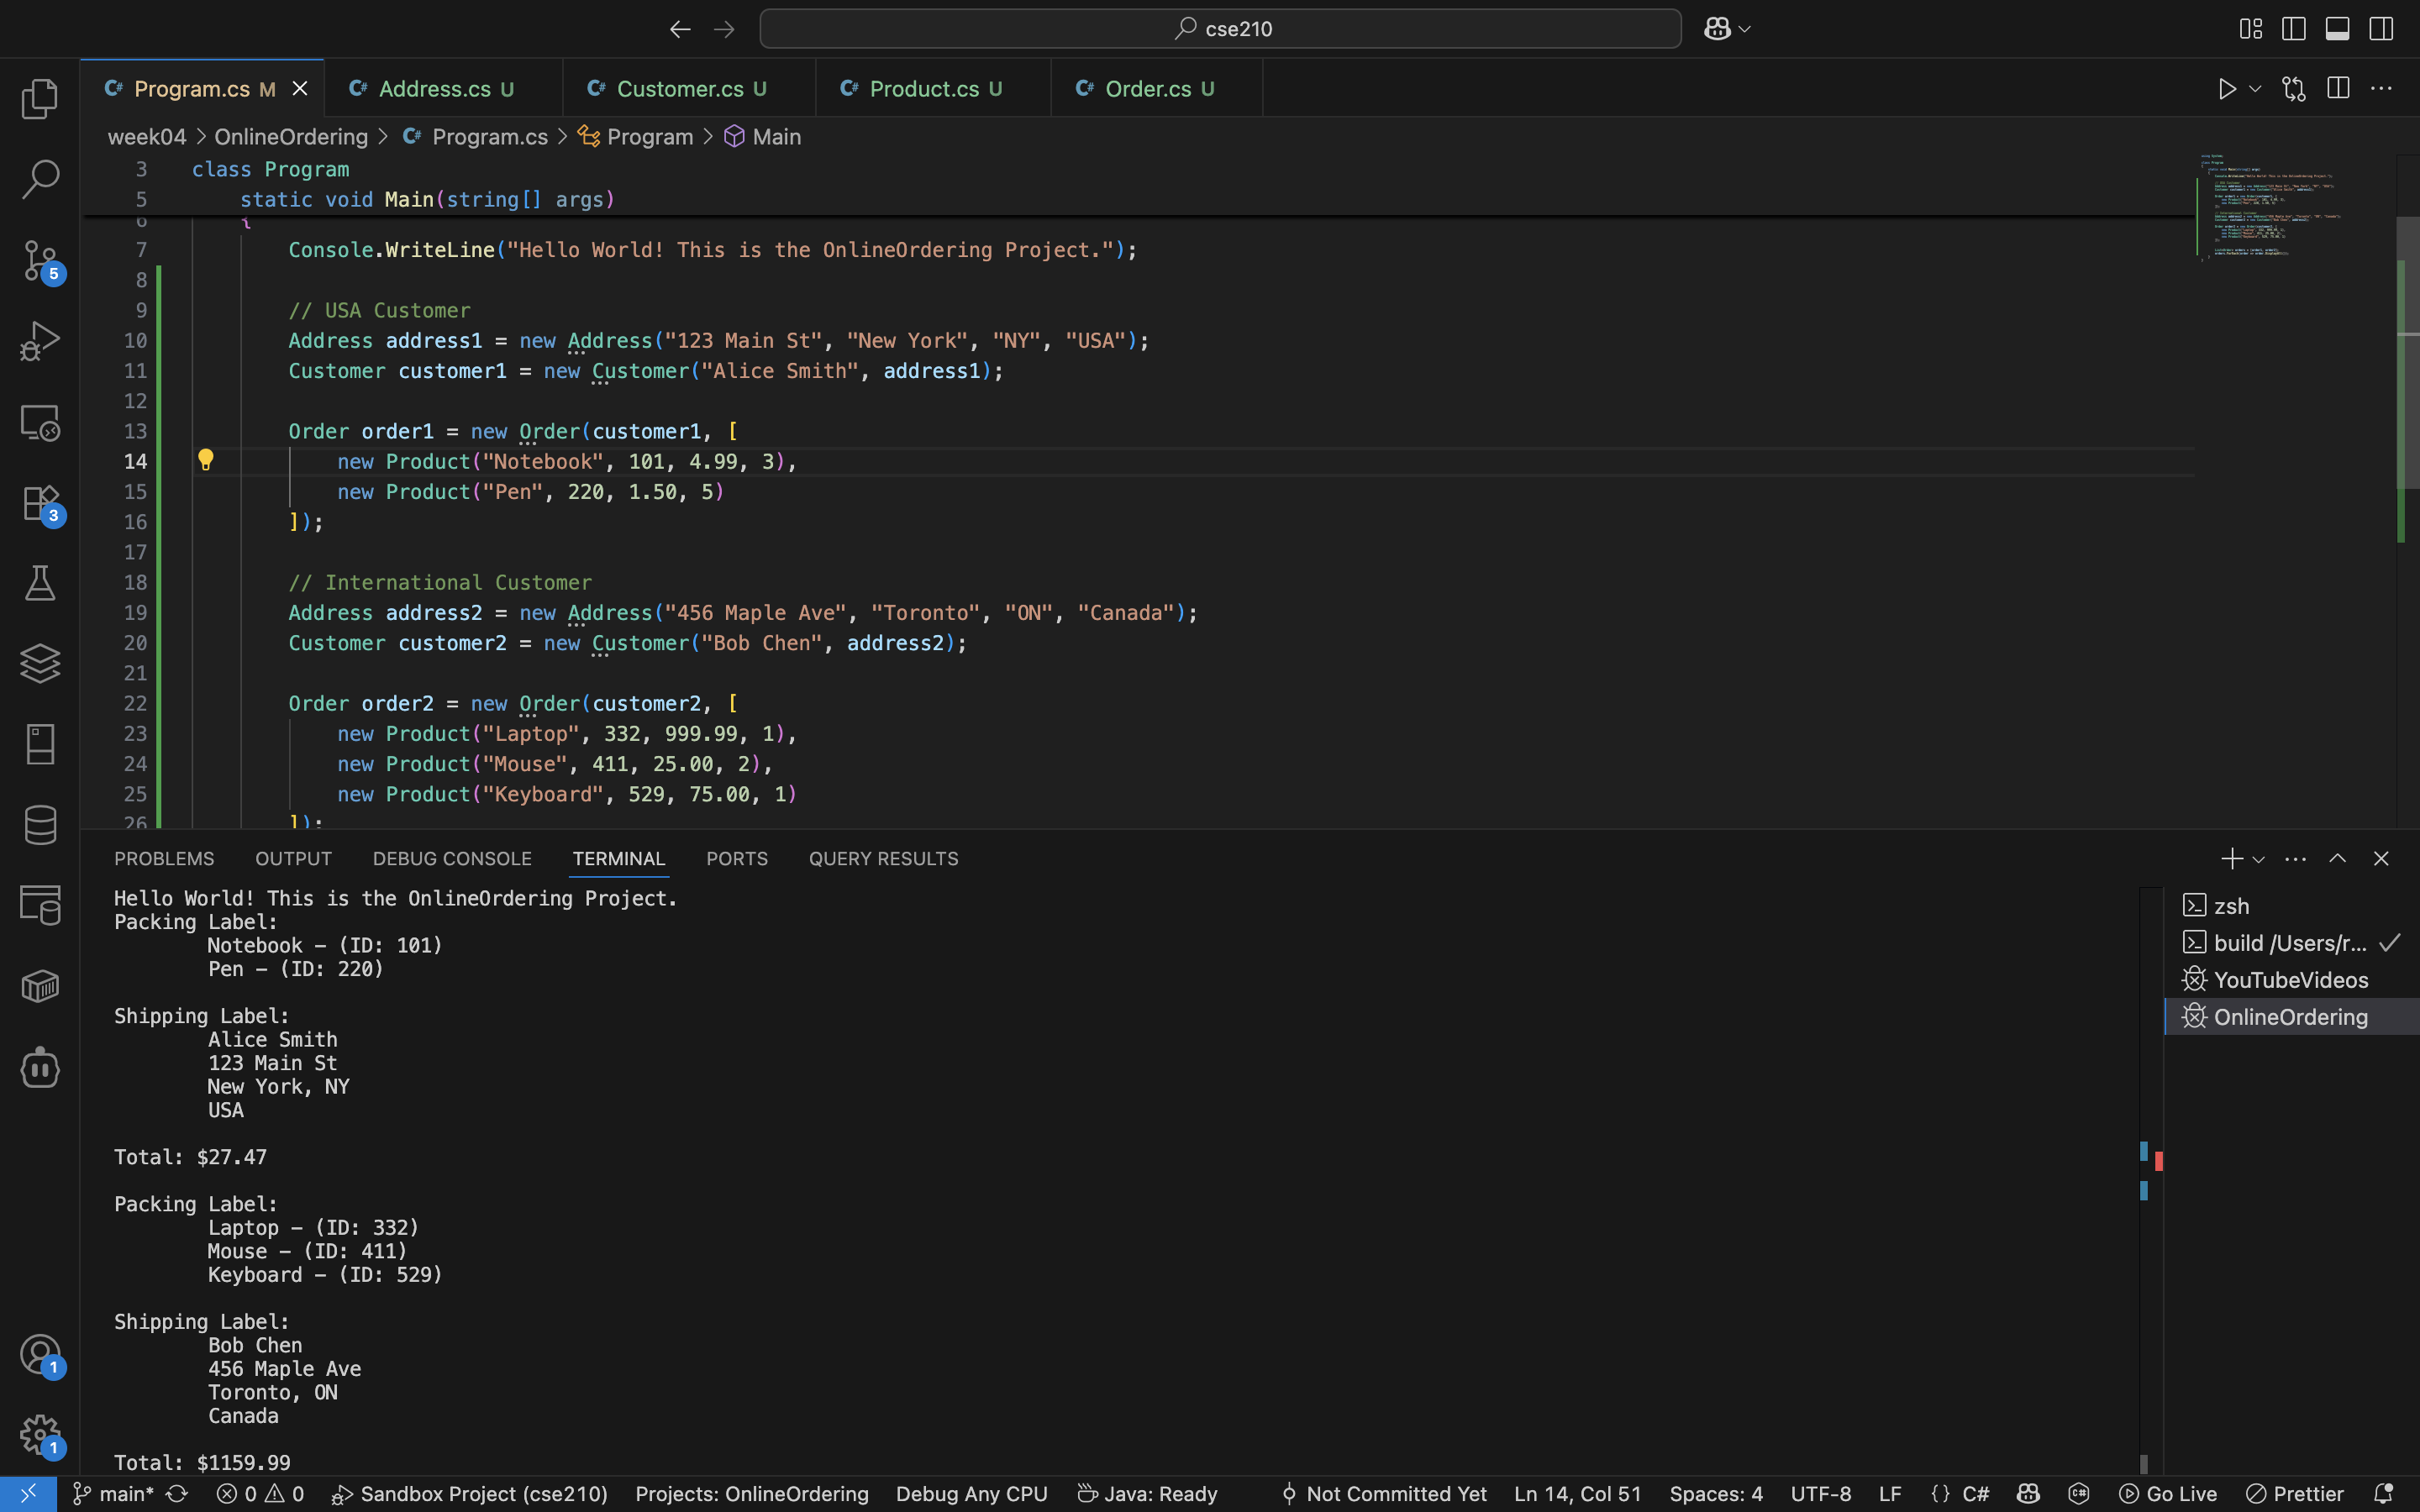 cse210
Program.cs M
Address.cs U
Customer.cs U
Product.cs U
Order.cs U
week04 > OnlineOrdering > Program.cs > Program > Main
3 class Program
5 static void Main(string[] args)
6 {
7 Console.WriteLine("Hello World! This is the OnlineOrdering Project.");
8
9 // USA Customer
10 Address address1 = new Address("123 Main St", "New York", "NY", "USA");
11 Customer customer1 = new Customer("Alice Smith", address1);
12
13 Order order1 = new Order(customer1, [
14 new Product("Notebook", 101, 4.99, 3),
15 new Product("Pen", 220, 1.50, 5)
16 ]);
17
18 // International Customer
19 Address address2 = new Address("456 Maple Ave", "Toronto", "ON", "Canada");
20 Customer customer2 = new Customer("Bob Chen", address2);
21
22 Order order2 = new Order(customer2, [
23 new Product("Laptop", 332, 999.99, 1),
24 new Product("Mouse", 411, 25.00, 2),
25 new Product("Keyboard", 529, 75.00, 1)
26 ]);
5
3
1
1
PROBLEMS OUTPUT DEBUG CONSOLE TERMINAL PORTS QUERY RESULTS
Hello World! This is the OnlineOrdering Project.
Packing Label:
Notebook - (ID: 101)
Pen - (ID: 220)
Shipping Label:
Alice Smith
123 Main St
New York, NY
USA
Total: $27.47
Packing Label:
Laptop - (ID: 332)
Mouse - (ID: 411)
Keyboard - (ID: 529)
Shipping Label:
Bob Chen
456 Maple Ave
Toronto, ON
Canada
Total: $1159.99
zsh
build /Users/r...
YouTubeVideos
OnlineOrdering
main* 0 0 Sandbox Project (cse210) Projects: OnlineOrdering Debug Any CPU Java: Ready Not Committed Yet Ln 14, Col 51 Spaces: 4 UTF-8 LF {} C# Go Live Prettier